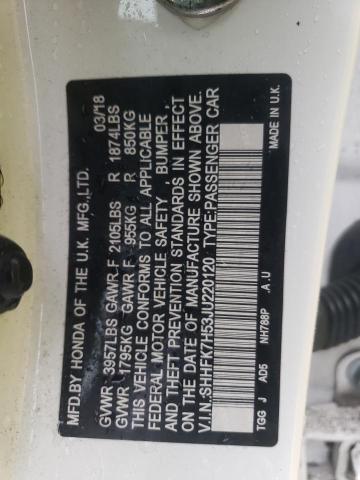 MFD.BY HONDA OF THE U.K. MFG.,LTD. 03/18
GVWR 3957LBS GAWR F 2105LBS R 1874LBS
GVWR 1795KG GAWR F 955KG R 850KG
THIS VEHICLE CONFORMS TO ALL APPLICABLE
FEDERAL MOTOR VEHICLE SAFETY BUMPER,
AND THEFT PREVENTION STANDARDS IN EFFECT
ON THE DATE OF MANUFACTURE SHOWN ABOVE.
V.I.N.:SHHFK7H53JU220120 TYPE:PASSENGER CAR
NH788P .A.U MADE IN U.K.
TGG J AD5